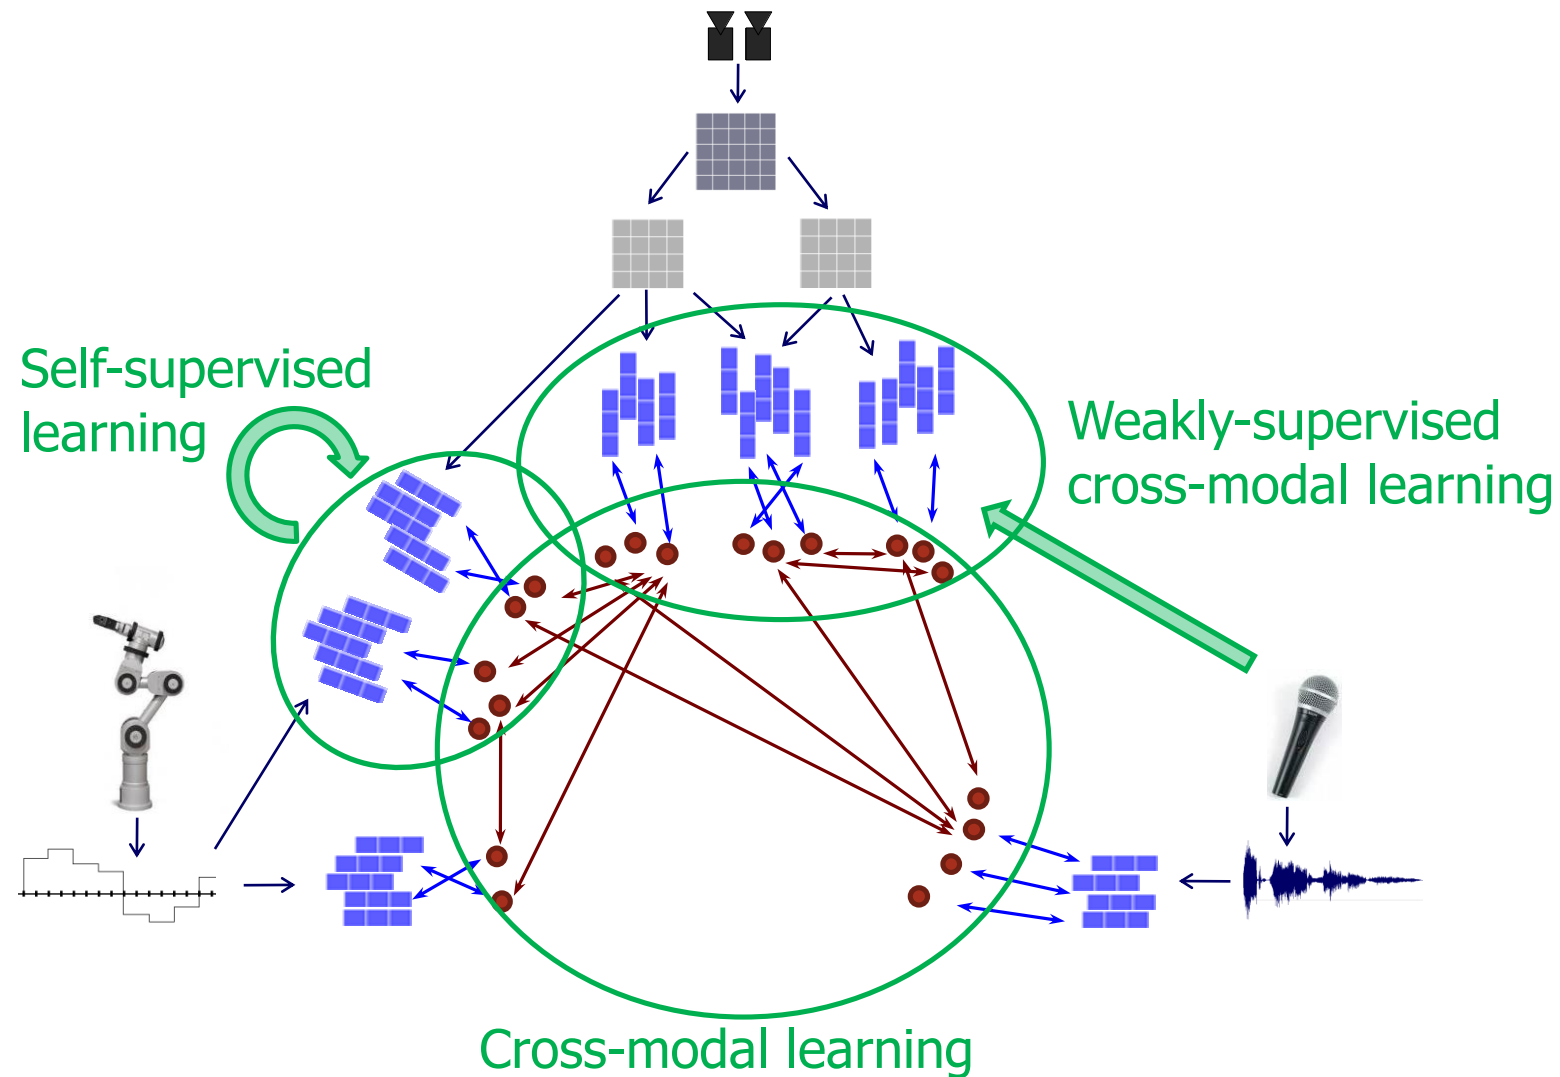 Self-supervised
learning
Weakly-supervised
cross-modal learning
Cross-modal learning